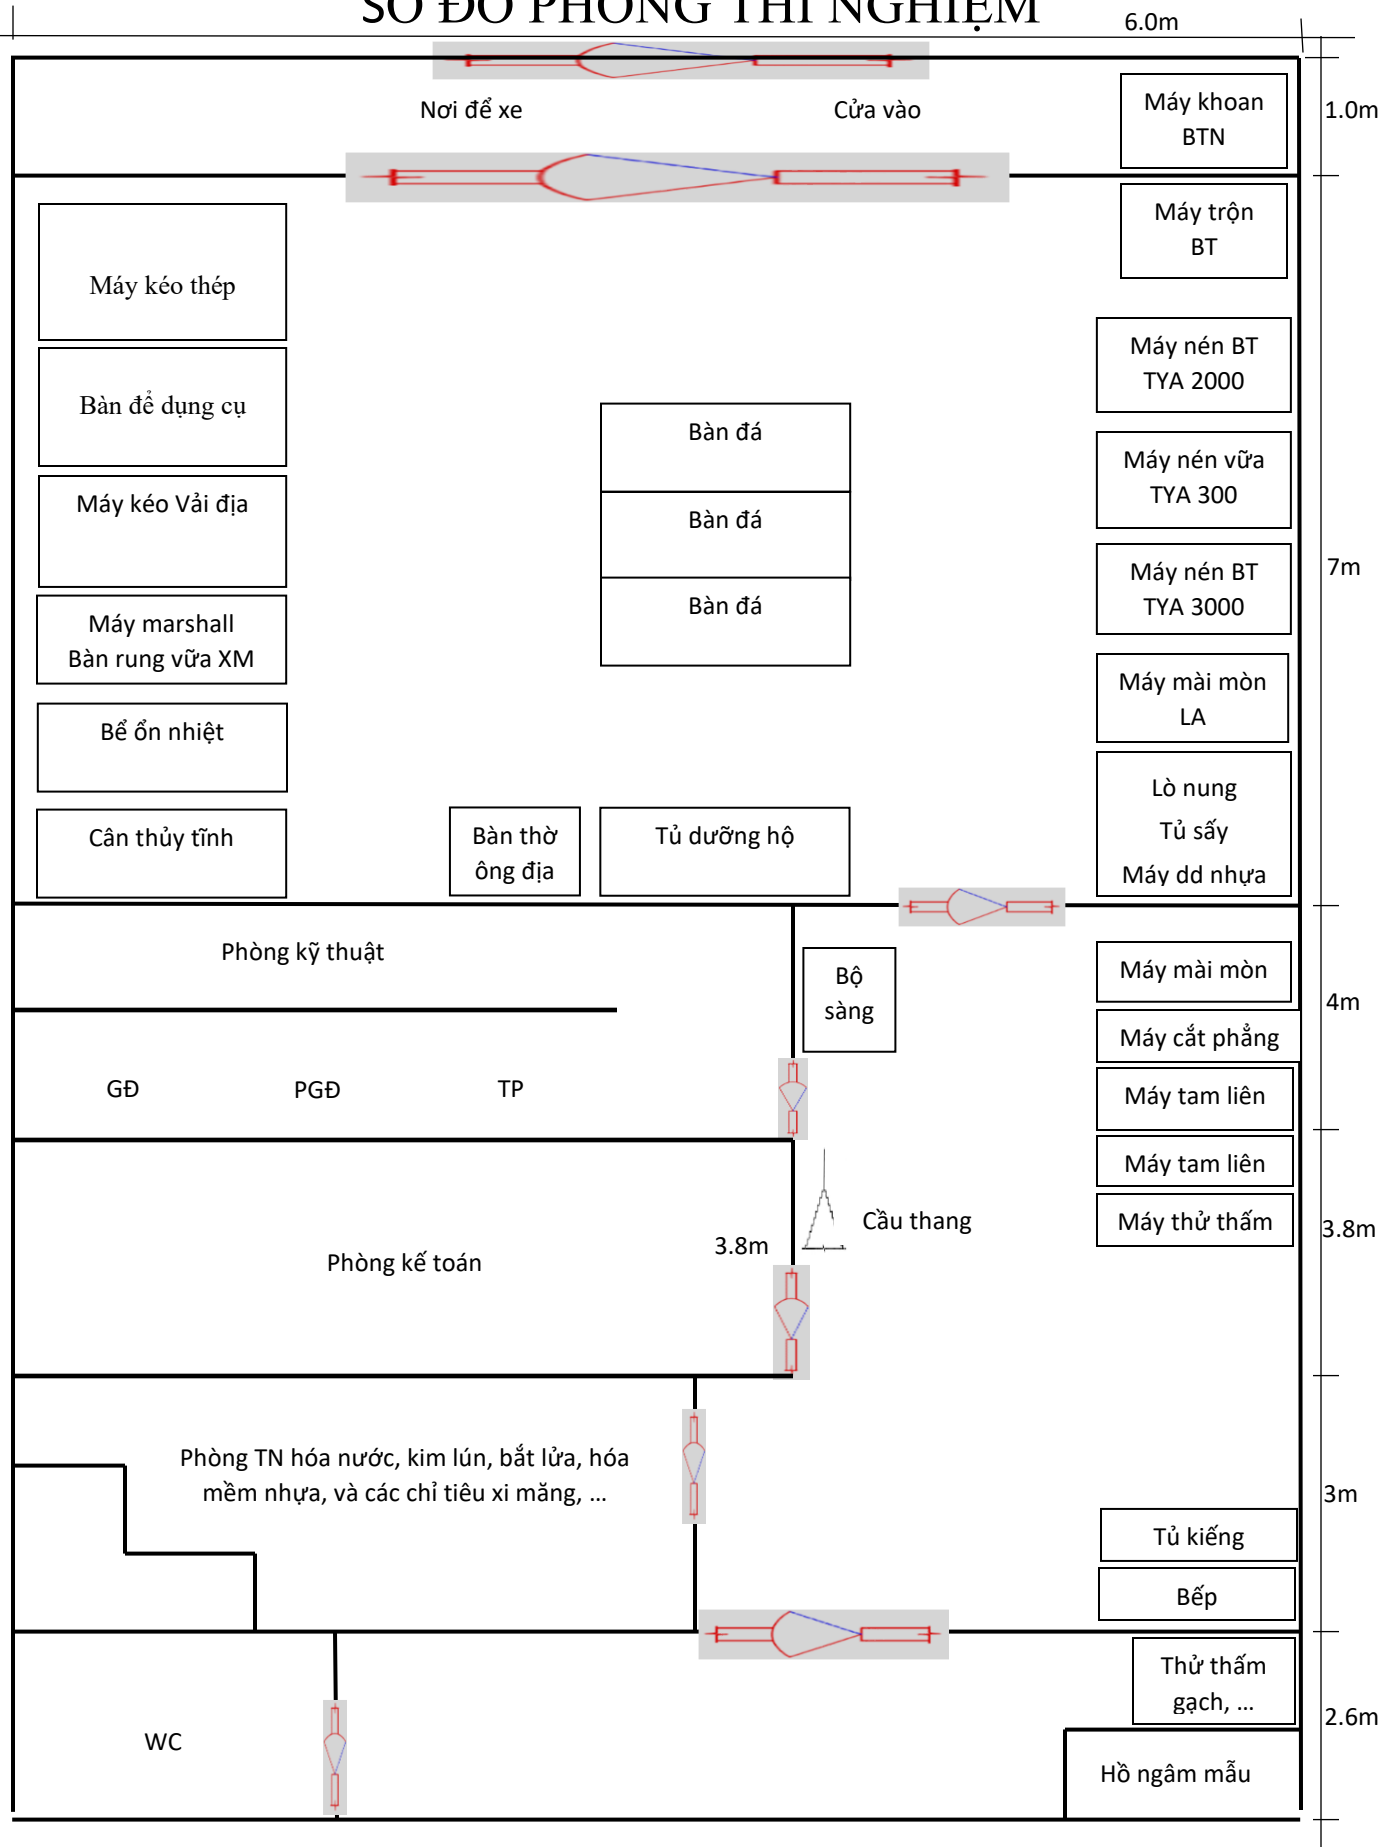 SƠ ĐỒ PHÒNG THÍ NGHIỆM
6.0m
Nơi để xe
Cửa vào
Máy khoan
BTN
1.0m
Máy trộn
BT
Máy kéo thép
Máy nén BT
TYA 2000
Bàn để dụng cụ
Bàn đá
Máy nén vữa
TYA 300
Máy kéo Vải địa
Bàn đá
Máy nén BT
TYA 3000
7m
Máy marshall
Bàn rung vữa XM
Bàn đá
Máy mài mòn
LA
Bể ổn nhiệt
Lò nung
Tủ sấy
Máy dd nhựa
Cân thủy tĩnh
Bàn thờ
ông địa
Tủ dưỡng hộ
Phòng kỹ thuật
Bộ
sàng
Máy mài mòn
4m
Máy cắt phẳng
GĐ
PGĐ
TP
Máy tam liên
Máy tam liên
Cầu thang
Máy thử thấm
3.8m
3.8m
Phòng kế toán
Phòng TN hóa nước, kim lún, bắt lửa, hóa
mềm nhựa, và các chỉ tiêu xi măng, ...
3m
Tủ kiếng
Bếp
Thử thấm
gạch, ...
2.6m
WC
Hồ ngâm mẫu